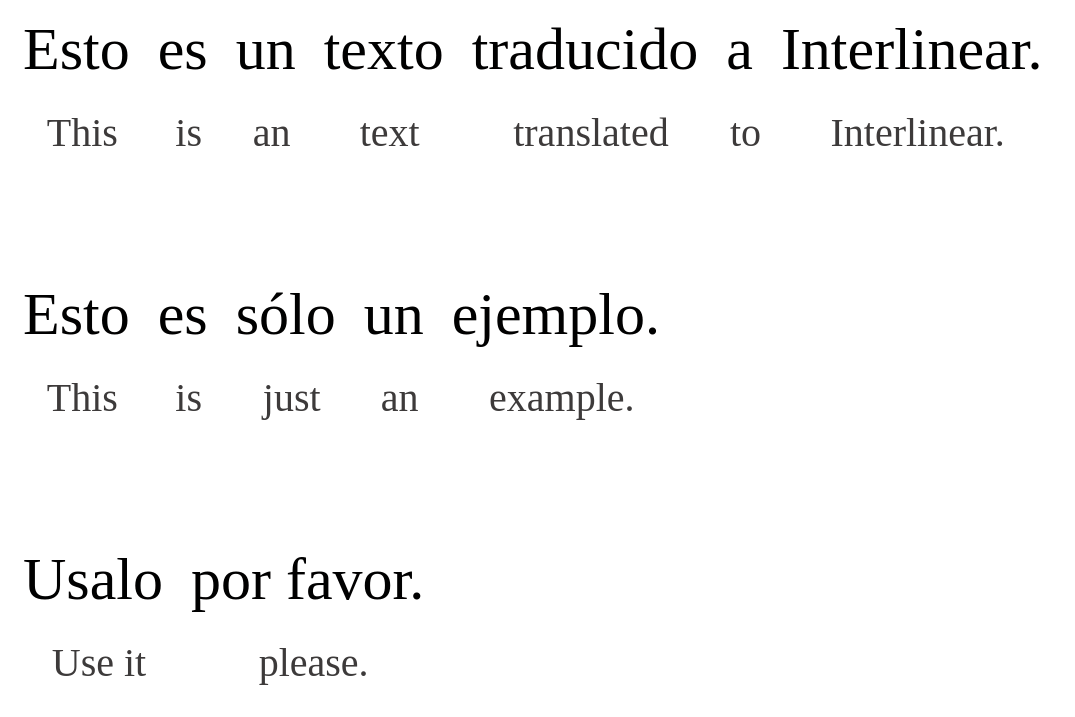 Esto es un texto traducido a Interlinear.
This is an text translated to Interlinear.
Esto es sólo un ejemplo.
This is just an example.
Usalo por favor.
Use it please.